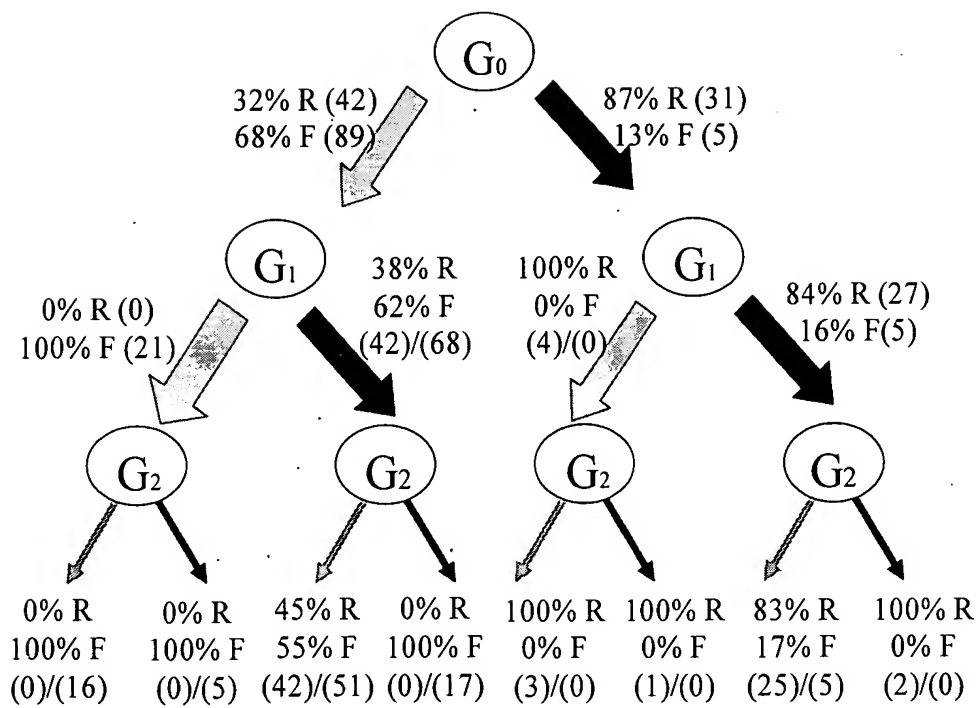 G0
32% R (42)
68% F (89)
87% R (31)
13% F (5)
G1
G1
0% R (0)
100% F (21)
38% R
62% F
(42)/(68)
100% R
0% F
(4)/(0)
84% R (27)
16% F(5)
G2
G2
G2
G2
0% R
100% F
(0)/(16)
0% R
100% F
(0)/(5)
45% R
55% F
(42)/(51)
0% R
100% F
(0)/(17)
100% R
0% F
(3)/(0)
100% R
0% F
(1)/(0)
83% R
17% F
(25)/(5)
100% R
0% F
(2)/(0)